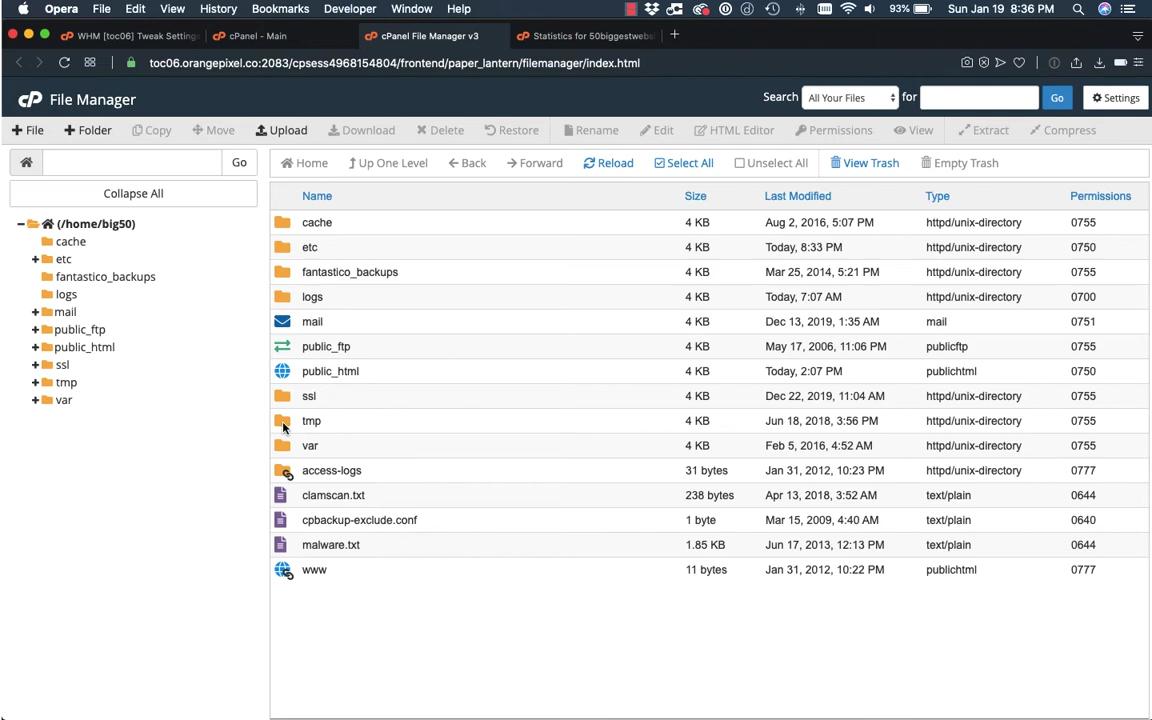 Opera File Edit View History Bookmarks Developer Window Help 93% Sun Jan 19 8:36 PM
WHM [toc06] Tweak Settings cPanel - Main cPanel File Manager v3 Statistics for 50biggestwebs
toc06.orangepixel.co:2083/cpsess4968154804/frontend/paper_lantern/filemanager/index.html
cP File Manager Search All Your Files for Go Settings
File Folder Copy Move Upload Download Delete Restore Rename Edit HTML Editor Permissions View Extract Compress
Go Home Up One Level Back Forward Reload Select All Unselect All View Trash Empty Trash
Collapse All
(/home/big50)
cache
etc
fantastico_backups
logs
mail
public_ftp
public_html
ssl
tmp
var
Name Size Last Modified Type Permissions
cache 4 KB Aug 2, 2016, 5:07 PM httpd/unix-directory 0755
etc 4 KB Today, 8:33 PM httpd/unix-directory 0750
fantastico_backups 4 KB Mar 25, 2014, 5:21 PM httpd/unix-directory 0755
logs 4 KB Today, 7:07 AM httpd/unix-directory 0700
mail 4 KB Dec 13, 2019, 1:35 AM mail 0751
public_ftp 4 KB May 17, 2006, 11:06 PM publicftp 0755
public_html 4 KB Today, 2:07 PM publichtml 0750
ssl 4 KB Dec 22, 2019, 11:04 AM httpd/unix-directory 0755
tmp 4 KB Jun 18, 2018, 3:56 PM httpd/unix-directory 0755
var 4 KB Feb 5, 2016, 4:52 AM httpd/unix-directory 0755
access-logs 31 bytes Jan 31, 2012, 10:23 PM httpd/unix-directory 0777
clamscan.txt 238 bytes Apr 13, 2018, 3:52 AM text/plain 0644
cpbackup-exclude.conf 1 byte Mar 15, 2009, 4:40 AM text/plain 0640
malware.txt 1.85 KB Jun 17, 2013, 12:13 PM text/plain 0644
www 11 bytes Jan 31, 2012, 10:22 PM publichtml 0777